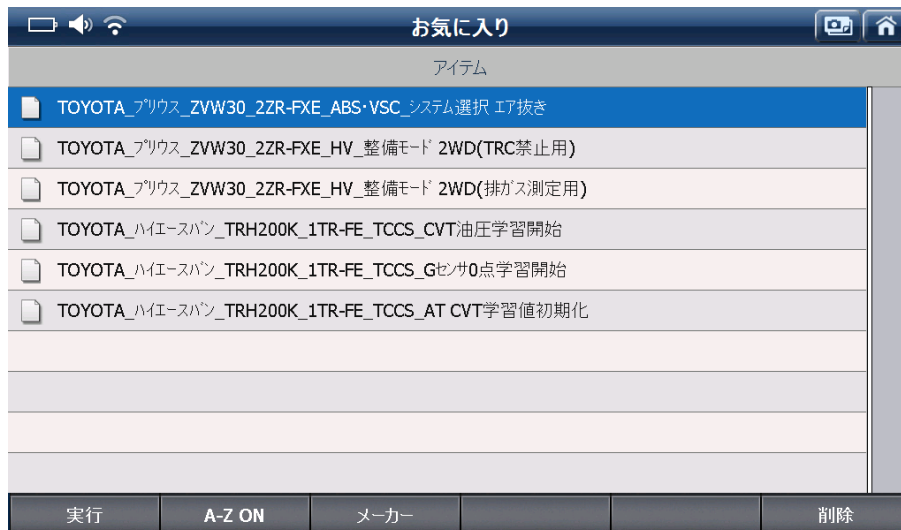 お気に入り
アイテム
TOYOTA_プリウス_ZVW30_2ZR-FXE_ABS･VSC_システム選択 エア抜き
TOYOTA_プリウス_ZVW30_2ZR-FXE_HV_整備モード 2WD(TRC禁止用)
TOYOTA_プリウス_ZVW30_2ZR-FXE_HV_整備モード 2WD(排ガス測定用)
TOYOTA_ハイエースバン_TRH200K_1TR-FE_TCCS_CVT油圧学習開始
TOYOTA_ハイエースバン_TRH200K_1TR-FE_TCCS_Gセンサ0点学習開始
TOYOTA_ハイエースバン_TRH200K_1TR-FE_TCCS_AT CVT学習値初期化
実行 A-Z ON メーカー 削除